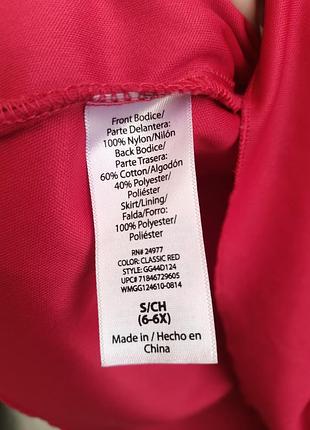 Front Bodice/
Parte Delantera:
100% Nylon/Nilón
Back Bodice/
Parte Trasera:
60% Cotton/Algodón
40% Polyester/
Poliéster
Skirt/Lining/
Falda/Forro:
100% Polyester/
Poliéster
RN# 24977
COLOR: CLASSIC RED
STYLE: GG44D124
UPC# 71846729605
WMGG124610-0814
S/CH
(6-6X)
Made in / Hecho en
China